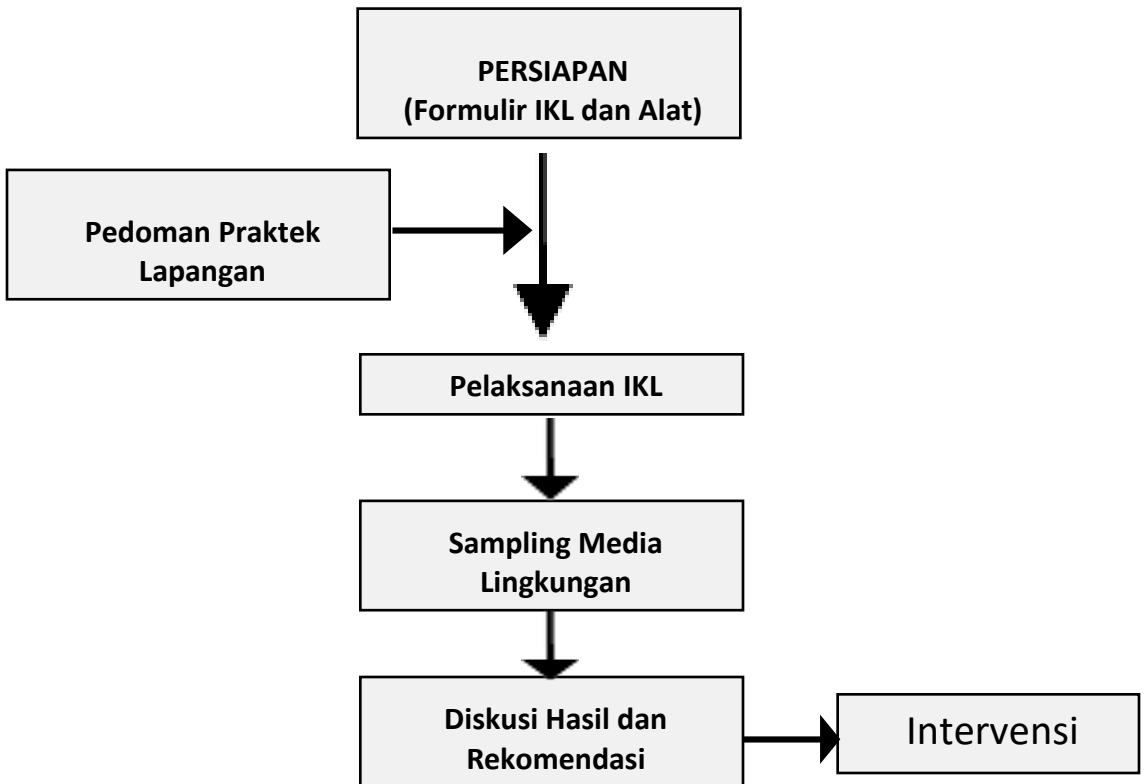 PERSIAPAN
(Formulir IKL dan Alat)
Pedoman Praktek
Lapangan
Pelaksanaan IKL
Sampling Media
Lingkungan
Diskusi Hasil dan
Rekomendasi
Intervensi